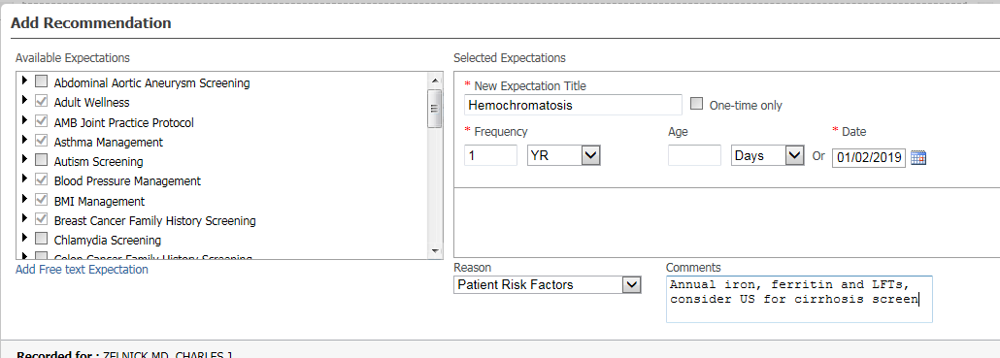 Add Recommendation
Available Expectations
Abdominal Aortic Aneurysm Screening
Adult Wellness
AMB Joint Practice Protocol
Asthma Management
Autism Screening
Blood Pressure Management
BMI Management
Breast Cancer Family History Screening
Chlamydia Screening
Colon Cancer Family History Screening
Add Free text Expectation
Selected Expectations
* New Expectation Title
Hemochromatosis
One-time only
* Frequency
Age
* Date
1
YR
Days
Or
01/02/2019
Reason
Patient Risk Factors
Comments
Annual iron, ferritin and LFTs,
consider US for cirrhosis screen
Recorded for : ZELNICK MD, CHARLES J